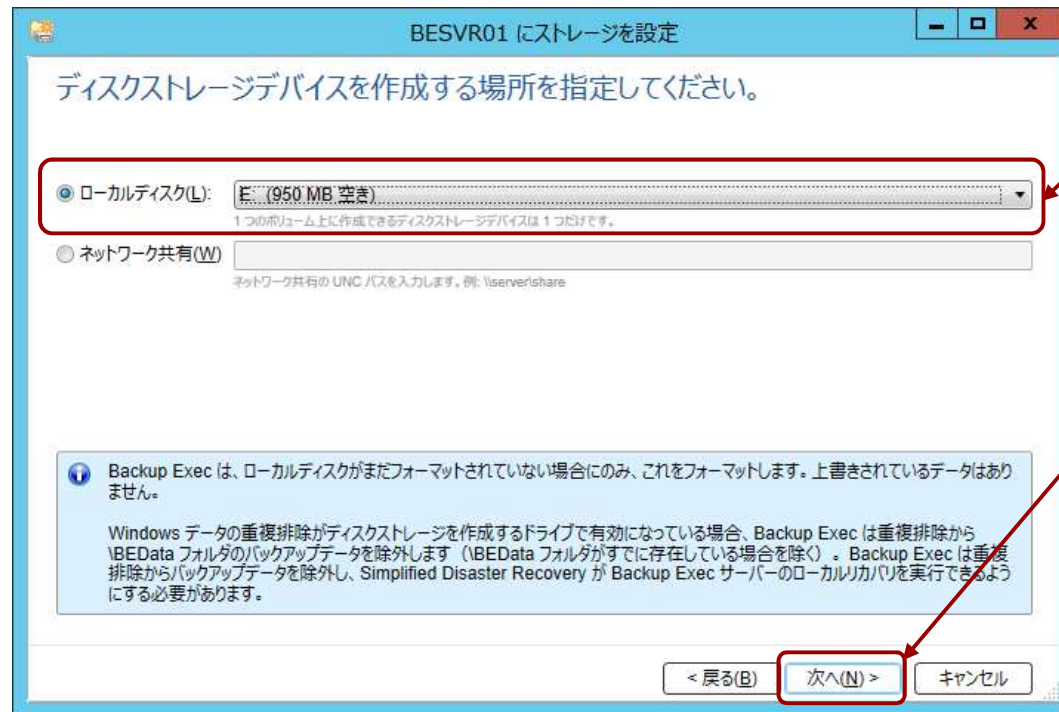 BESVR01 にストレージを設定
ディスクストレージデバイスを作成する場所を指定してください。
ローカルディスク(L): E: (950 MB 空き)
1 つのボリューム上に作成できるディスクストレージデバイスは 1 つだけです。
ネットワーク共有(W)
ネットワーク共有の UNC パスを入力します。例: \\server\share
Backup Exec は、ローカルディスクがまだフォーマットされていない場合にのみ、これをフォーマットします。上書きされているデータはあり
ません。
Windows データの重複排除がディスクストレージを作成するドライブで有効になっている場合、Backup Exec は重複排除から
\BEData フォルダのバックアップデータを除外します（\BEData フォルダがすでに存在している場合を除く）。Backup Exec は重複
排除からバックアップデータを除外し、Simplified Disaster Recovery が Backup Exec サーバーのローカルリカバリを実行できるよう
にする必要があります。
< 戻る(B) 次へ(N) > キャンセル